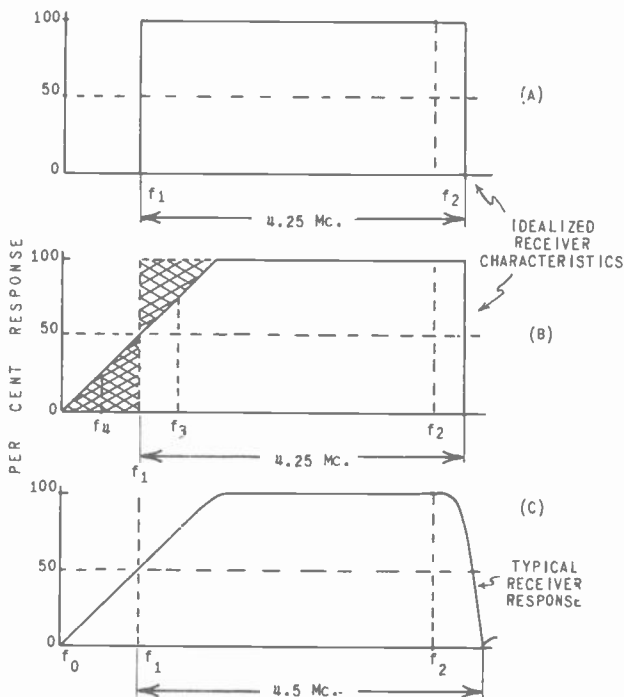 100
50
0
(A)
f1
f2
4.25 Mc.
IDEALIZED
RECEIVER
CHARACTERISTICS
PER CENT RESPONSE
100
50
0
(B)
f4
f3
f2
f1
4.25 Mc.
100
50
0
(C)
TYPICAL
RECEIVER
RESPONSE
f0
f1
f2
4.5 Mc.